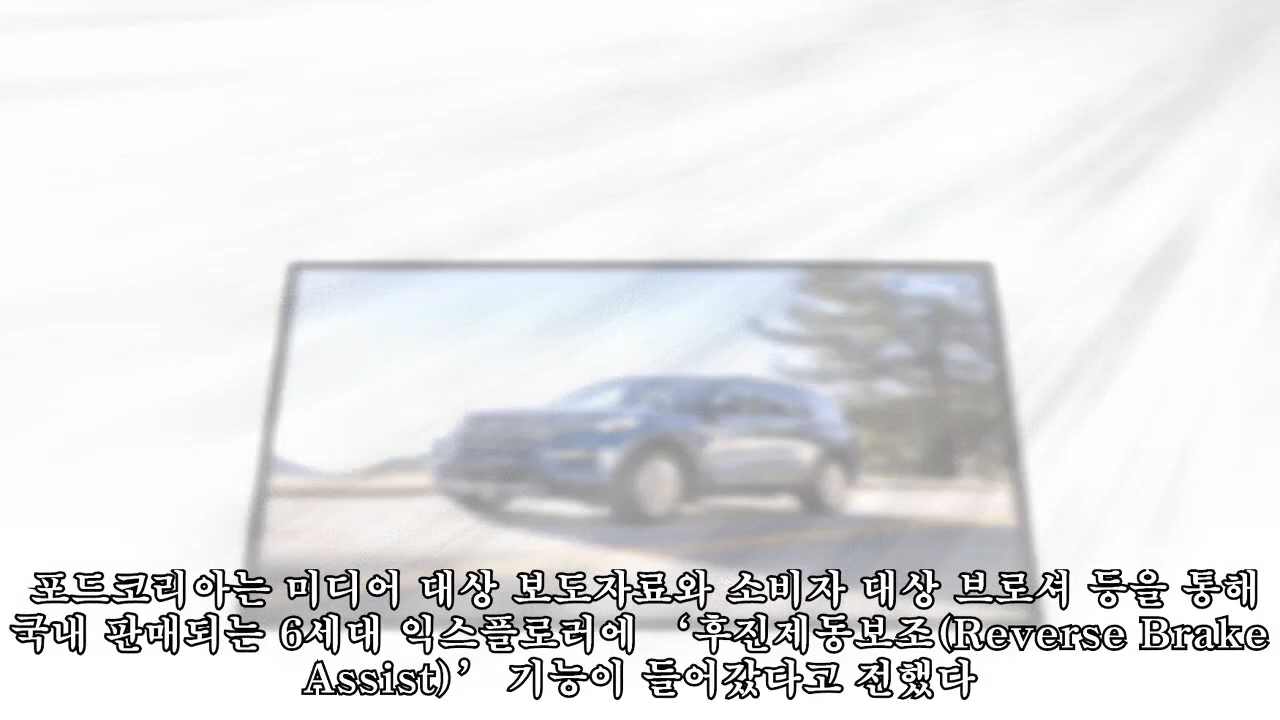 포드코리아는 미디어 대상 보도자료와 소비자 대상 브로셔 등을 통해
국내 판매되는 6세대 익스플로러에 ‘후진제동보조(Reverse Brake
Assist)’ 기능이 들어갔다고 전했다